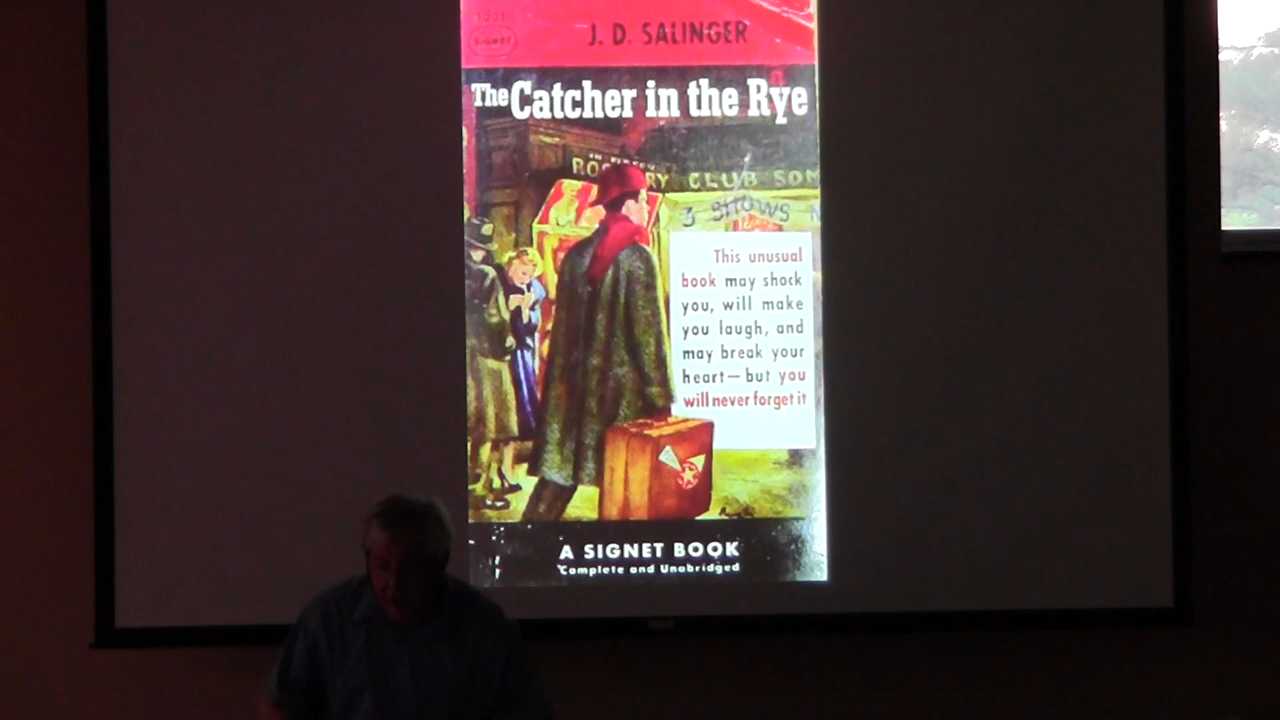 SIGNET
J. D. SALINGER
The Catcher in the Rye
CLUB
3 SHOWS
This unusual
book may shock
you, will make
you laugh, and
may break your
heart—but you
will never forget it
A SIGNET BOOK
Complete and Unabridged